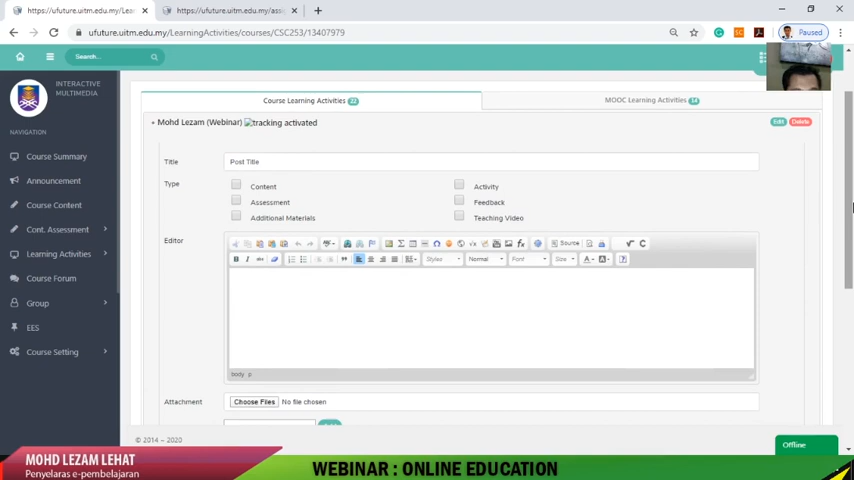 https://ufuture.uitm.edu.my/Lea
https://ufuture.uitm.edu.my/ass
ufuture.uitm.edu.my/LearningActivities/courses/CSC253/13407979
Paused
Search...
INTERACTIVE
MULTIMEDIA
NAVIGATION
Course Summary
Announcement
Course Content
Cont. Assessment
Learning Activities
Course Forum
Group
EES
Course Setting
Course Learning Activities 22
MOOC Learning Activities 14
Mohd Lezam (Webinar) tracking activated
Edit Delete
Title
Post Title
Type
Content
Activity
Assessment
Feedback
Additional Materials
Teaching Video
Editor
Source
Styles
Normal
Font
Size
body p
Attachment
Choose Files No file chosen
© 2014 – 2020
Offline
MOHD LEZAM LEHAT
Penyelaras e-pembelajaran
WEBINAR : ONLINE EDUCATION